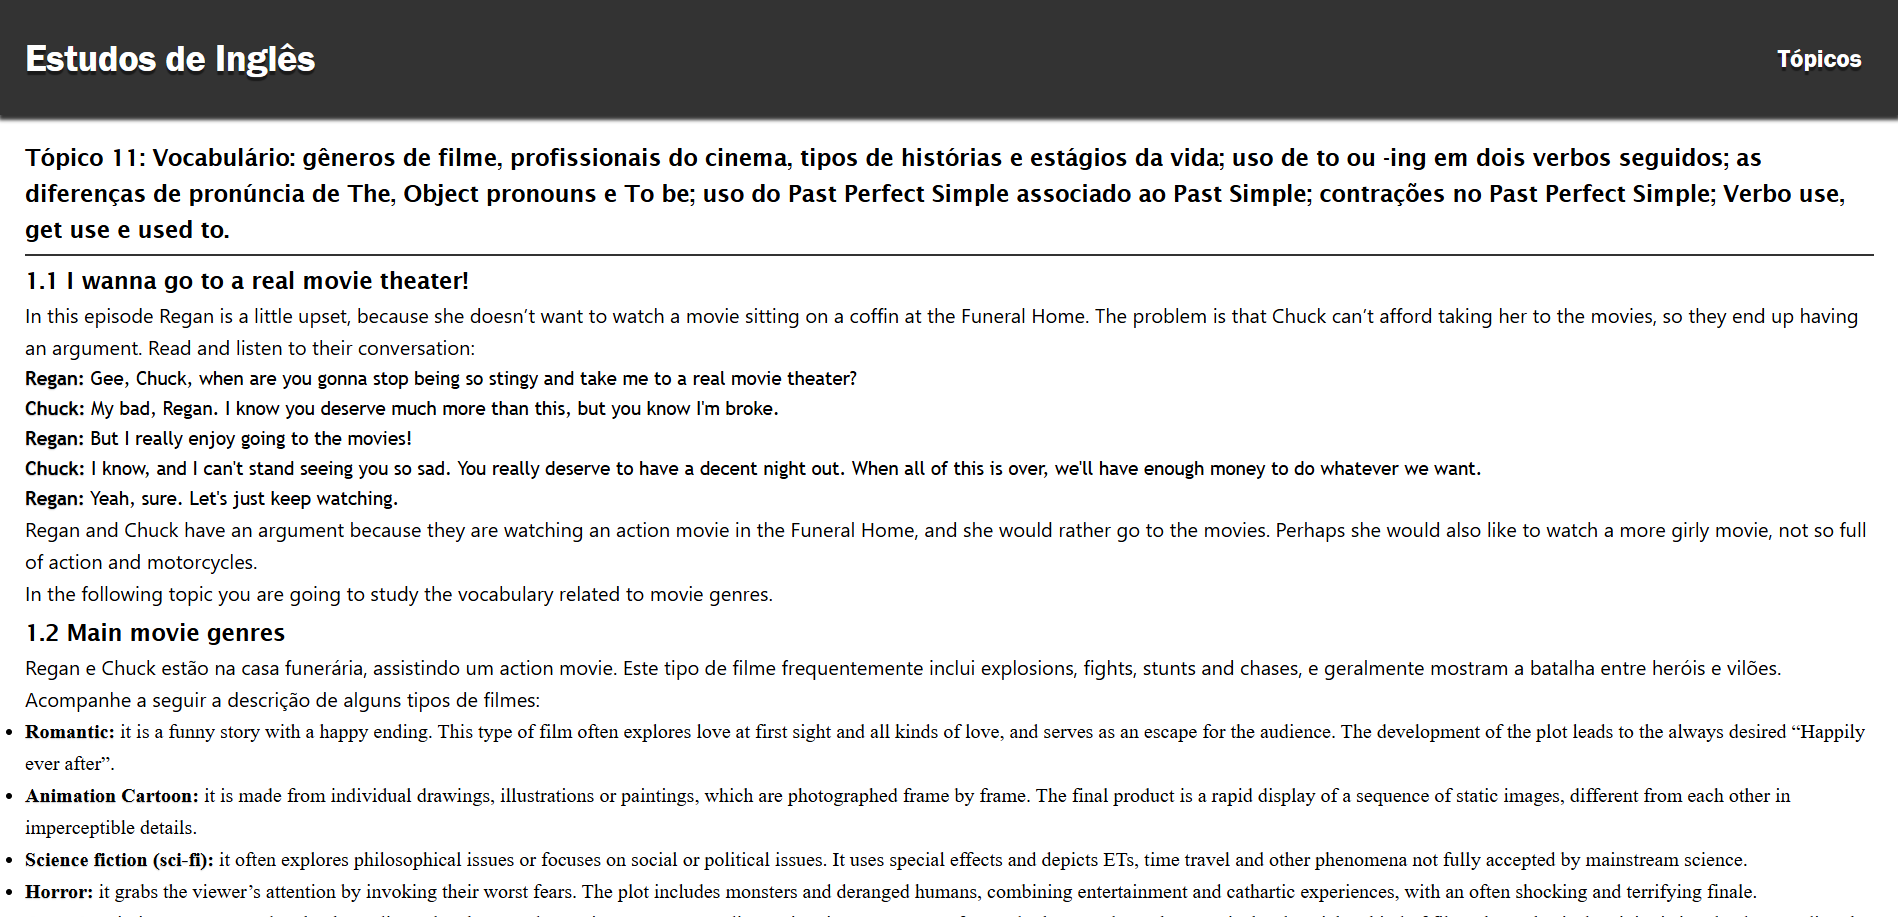 Estudos de Inglês
Tópicos
Tópico 11: Vocabulário: gêneros de filme, profissionais do cinema, tipos de histórias e estágios da vida; uso de to ou -ing em dois verbos seguidos; as
diferenças de pronúncia de The, Object pronouns e To be; uso do Past Perfect Simple associado ao Past Simple; contrações no Past Perfect Simple; Verbo use,
get use e used to.
1.1 I wanna go to a real movie theater!
In this episode Regan is a little upset, because she doesn’t want to watch a movie sitting on a coffin at the Funeral Home. The problem is that Chuck can’t afford taking her to the movies, so they end up having
an argument. Read and listen to their conversation:
Regan: Gee, Chuck, when are you gonna stop being so stingy and take me to a real movie theater?
Chuck: My bad, Regan. I know you deserve much more than this, but you know I'm broke.
Regan: But I really enjoy going to the movies!
Chuck: I know, and I can't stand seeing you so sad. You really deserve to have a decent night out. When all of this is over, we'll have enough money to do whatever we want.
Regan: Yeah, sure. Let's just keep watching.
Regan and Chuck have an argument because they are watching an action movie in the Funeral Home, and she would rather go to the movies. Perhaps she would also like to watch a more girly movie, not so full
of action and motorcycles.
In the following topic you are going to study the vocabulary related to movie genres.
1.2 Main movie genres
Regan e Chuck estão na casa funerária, assistindo um action movie. Este tipo de filme frequentemente inclui explosions, fights, stunts and chases, e geralmente mostram a batalha entre heróis e vilões.
Acompanhe a seguir a descrição de alguns tipos de filmes:
• Romantic: it is a funny story with a happy ending. This type of film often explores love at first sight and all kinds of love, and serves as an escape for the audience. The development of the plot leads to the always desired “Happily
ever after”.
• Animation Cartoon: it is made from individual drawings, illustrations or paintings, which are photographed frame by frame. The final product is a rapid display of a sequence of static images, different from each other in
imperceptible details.
• Science fiction (sci-fi): it often explores philosophical issues or focuses on social or political issues. It uses special effects and depicts ETs, time travel and other phenomena not fully accepted by mainstream science.
• Horror: it grabs the viewer’s attention by invoking their worst fears. The plot includes monsters and deranged humans, combining entertainment and cathartic experiences, with an often shocking and terrifying finale.